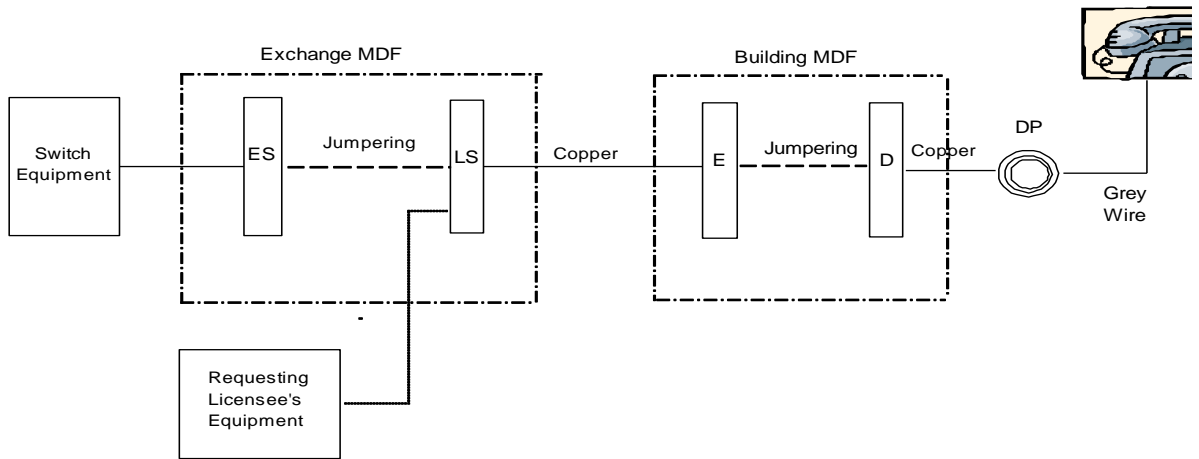 Exchange MDF
Building MDF
Switch
Equipment
ES
Jumpering
LS
Copper
E
Jumpering
D
Copper
DP
Grey
Wire
Requesting
Licensee's
Equipment